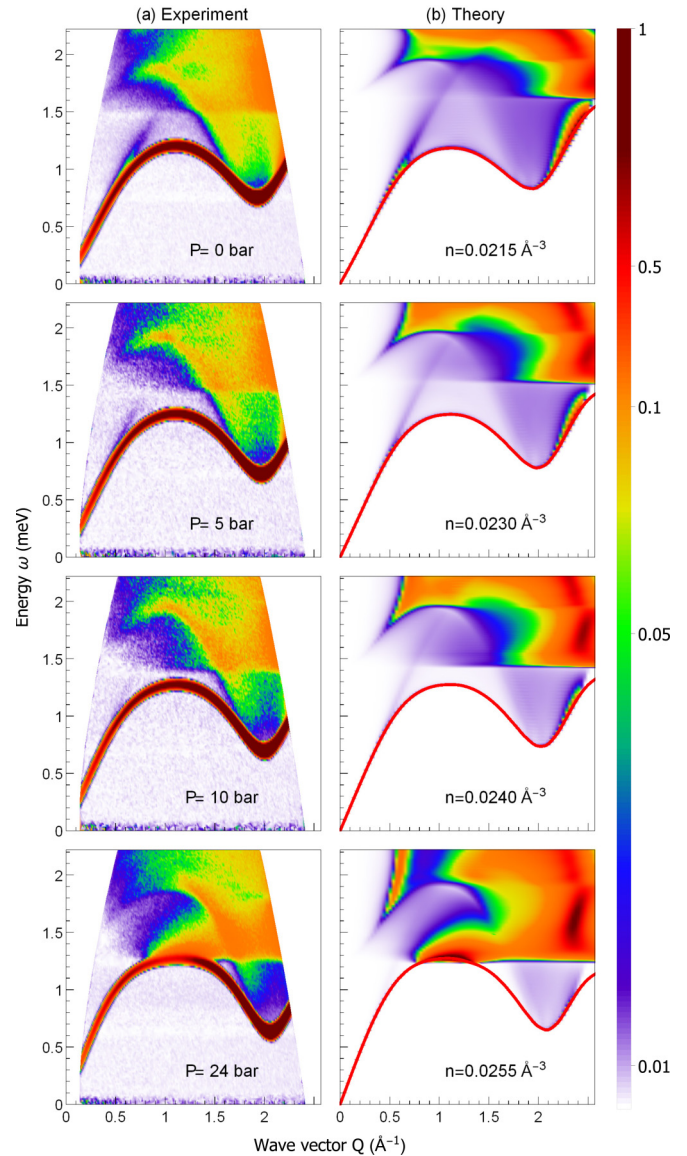 (a) Experiment
(b) Theory
1
2
1.5
1
0.5
0
P= 0 bar
n=0.0215 Å⁻³
0.5
2
1.5
1
0.5
0
P= 5 bar
n=0.0230 Å⁻³
0.1
Energy ω (meV)
2
1.5
1
0.5
0
P= 10 bar
n=0.0240 Å⁻³
0.05
2
1.5
1
0.5
0
P= 24 bar
n=0.0255 Å⁻³
0.01
0 0.5 1 1.5 2
0 0.5 1 1.5 2
Wave vector Q (Å⁻¹)